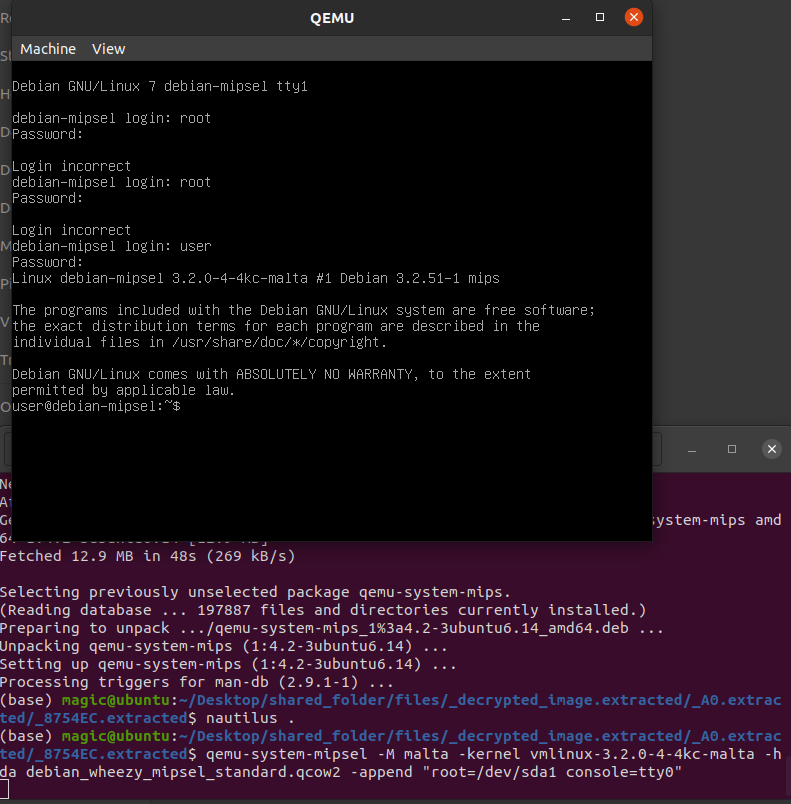 QEMU
Machine View
Debian GNU/Linux 7 debian-mipsel tty1
debian-mipsel login: root
Password:
Login incorrect
debian-mipsel login: root
Password:
Login incorrect
debian-mipsel login: user
Password:
Linux debian-mipsel 3.2.0-4-4kc-malta #1 Debian 3.2.51-1 mips
The programs included with the Debian GNU/Linux system are free software;
the exact distribution terms for each program are described in the
individual files in /usr/share/doc/*/copyright.
Debian GNU/Linux comes with ABSOLUTELY NO WARRANTY, to the extent
permitted by applicable law.
user@debian-mipsel:~$
system-mips amd
Fetched 12.9 MB in 48s (269 kB/s)
Selecting previously unselected package qemu-system-mips.
(Reading database ... 197887 files and directories currently installed.)
Preparing to unpack .../qemu-system-mips_1%3a4.2-3ubuntu6.14_amd64.deb ...
Unpacking qemu-system-mips (1:4.2-3ubuntu6.14) ...
Setting up qemu-system-mips (1:4.2-3ubuntu6.14) ...
Processing triggers for man-db (2.9.1-1) ...
(base) magic@ubuntu:~/Desktop/shared_folder/files/_decrypted_image.extracted/_A0.extrac
ted/_8754EC.extracted$ nautilus .
(base) magic@ubuntu:~/Desktop/shared_folder/files/_decrypted_image.extracted/_A0.extrac
ted/_8754EC.extracted$ qemu-system-mipsel -M malta -kernel vmlinux-3.2.0-4-4kc-malta -h
da debian_wheezy_mipsel_standard.qcow2 -append "root=/dev/sda1 console=tty0"